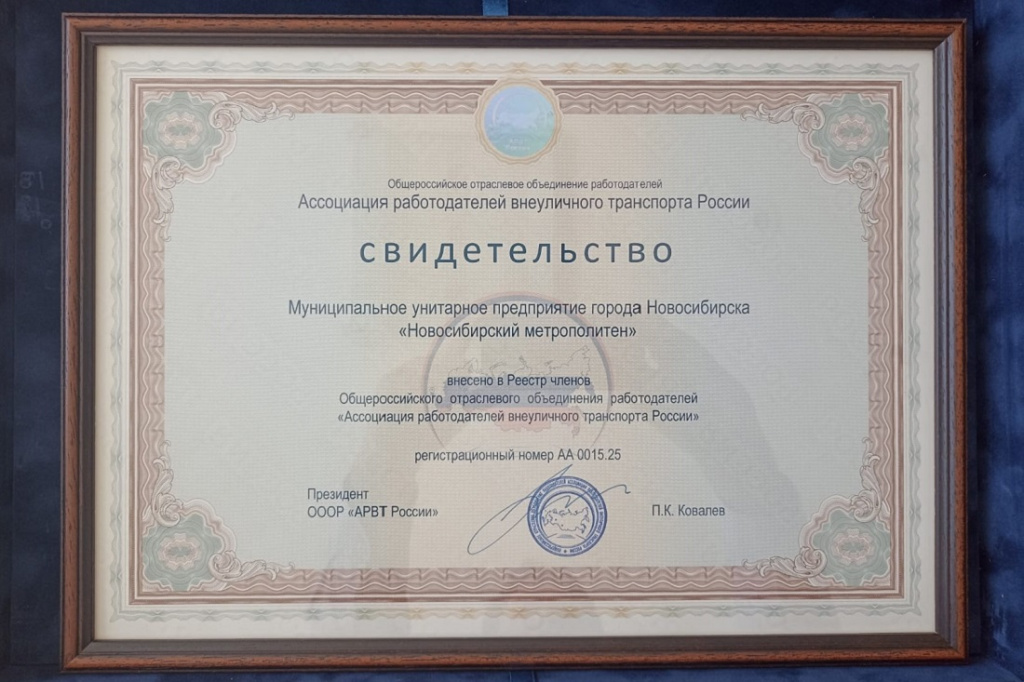 Общероссийское отраслевое объединение работодателей
Ассоциация работодателей внеуличного транспорта России
свидетельство
Муниципальное унитарное предприятие города Новосибирска
«Новосибирский метрополитен»
внесено в Реестр членов
Общероссийского отраслевого объединения работодателей
«Ассоциация работодателей внеуличного транспорта России»
регистрационный номер АА 0015.25
Президент
ОООР «АРВТ России»
П.К. Ковалев